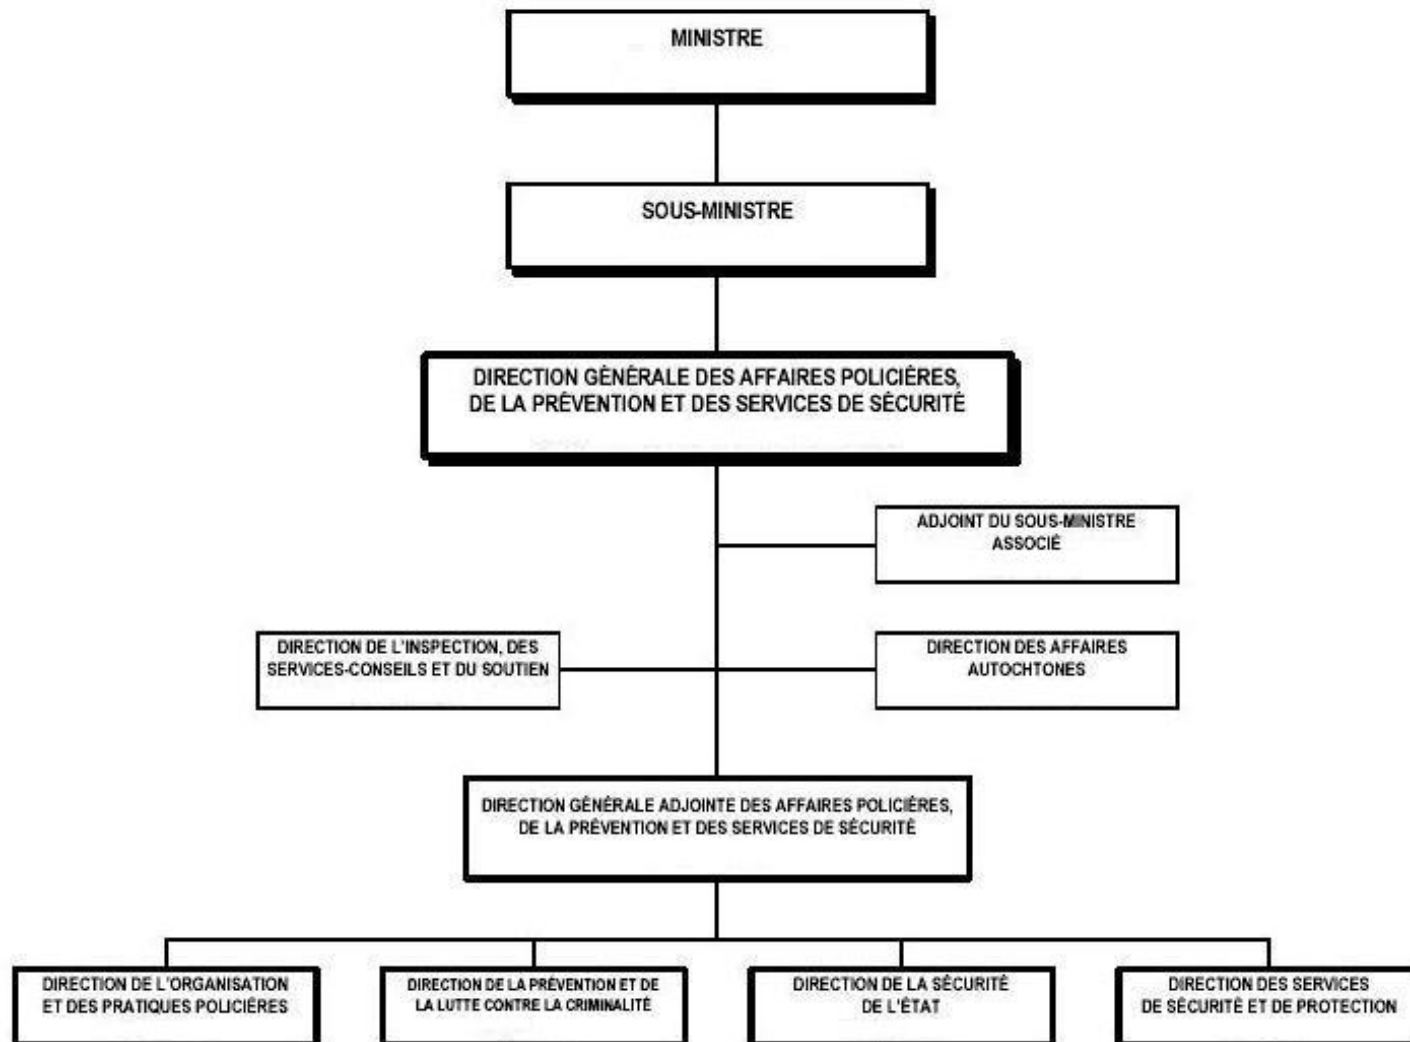 MINISTRE
SOUS-MINISTRE
DIRECTION GÉNÉRALE DES AFFAIRES POLICIÈRES,
DE LA PRÉVENTION ET DES SERVICES DE SÉCURITÉ
ADJOINT DU SOUS-MINISTRE
ASSOCIÉ
DIRECTION DE L'INSPECTION, DES
SERVICES-CONSEILS ET DU SOUTIEN
DIRECTION DES AFFAIRES
AUTOCHTONES
DIRECTION GÉNÉRALE ADJOINTE DES AFFAIRES POLICIÈRES,
DE LA PRÉVENTION ET DES SERVICES DE SÉCURITÉ
DIRECTION DE L'ORGANISATION
ET DES PRATIQUES POLICIÈRES
DIRECTION DE LA PRÉVENTION ET DE
LA LUTTE CONTRE LA CRIMINALITÉ
DIRECTION DE LA SÉCURITÉ
DE L'ÉTAT
DIRECTION DES SERVICES
DE SÉCURITÉ ET DE PROTECTION